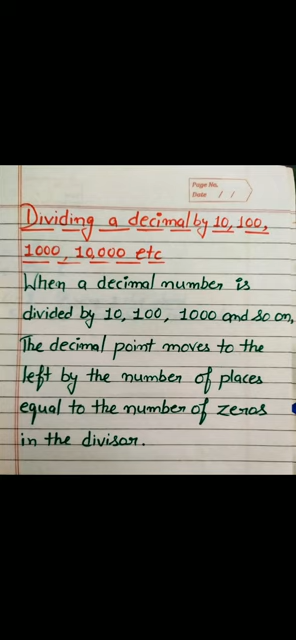 Page No.
Date / /
Dividing a decimal by 10, 100,
1000, 10,000 etc
When a decimal number is
divided by 10, 100, 1000 and so on,
The decimal point moves to the
left by the number of places
equal to the number of zeros
in the divisor.